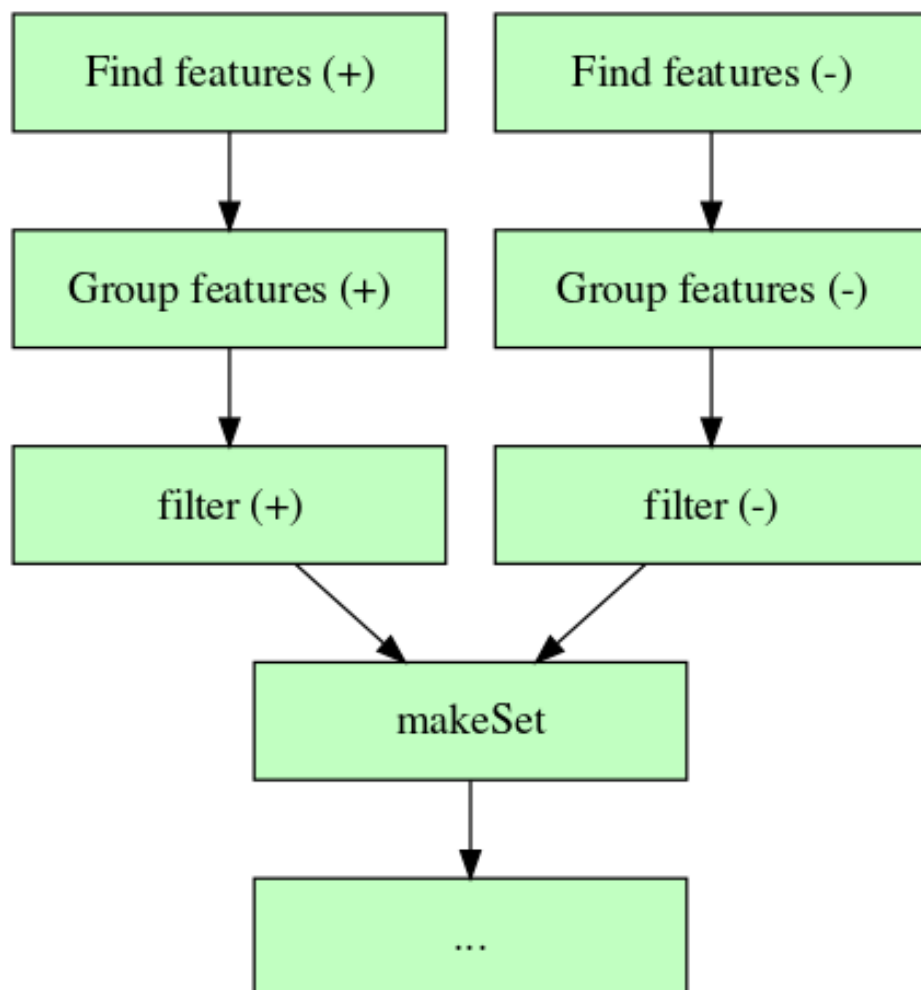 Find features (+)
Find features (-)
Group features (+)
Group features (-)
filter (+)
filter (-)
makeSet
...